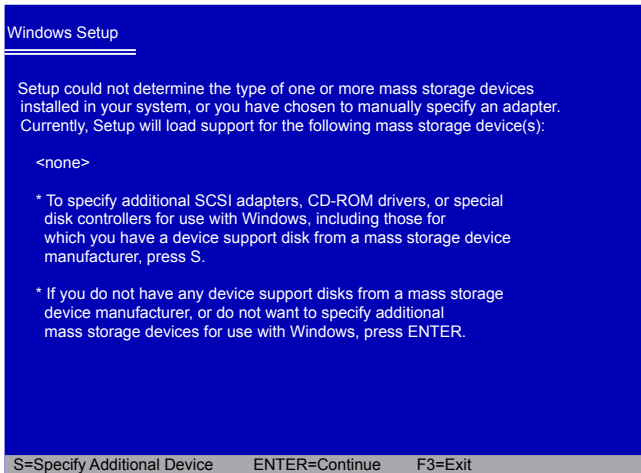 Windows Setup
Setup could not determine the type of one or more mass storage devices
installed in your system, or you have chosen to manually specify an adapter.
Currently, Setup will load support for the following mass storage device(s):
<none>
* To specify additional SCSI adapters, CD-ROM drivers, or special
disk controllers for use with Windows, including those for
which you have a device support disk from a mass storage device
manufacturer, press S.
* If you do not have any device support disks from a mass storage
device manufacturer, or do not want to specify additional
mass storage devices for use with Windows, press ENTER.
S=Specify Additional Device ENTER=Continue F3=Exit